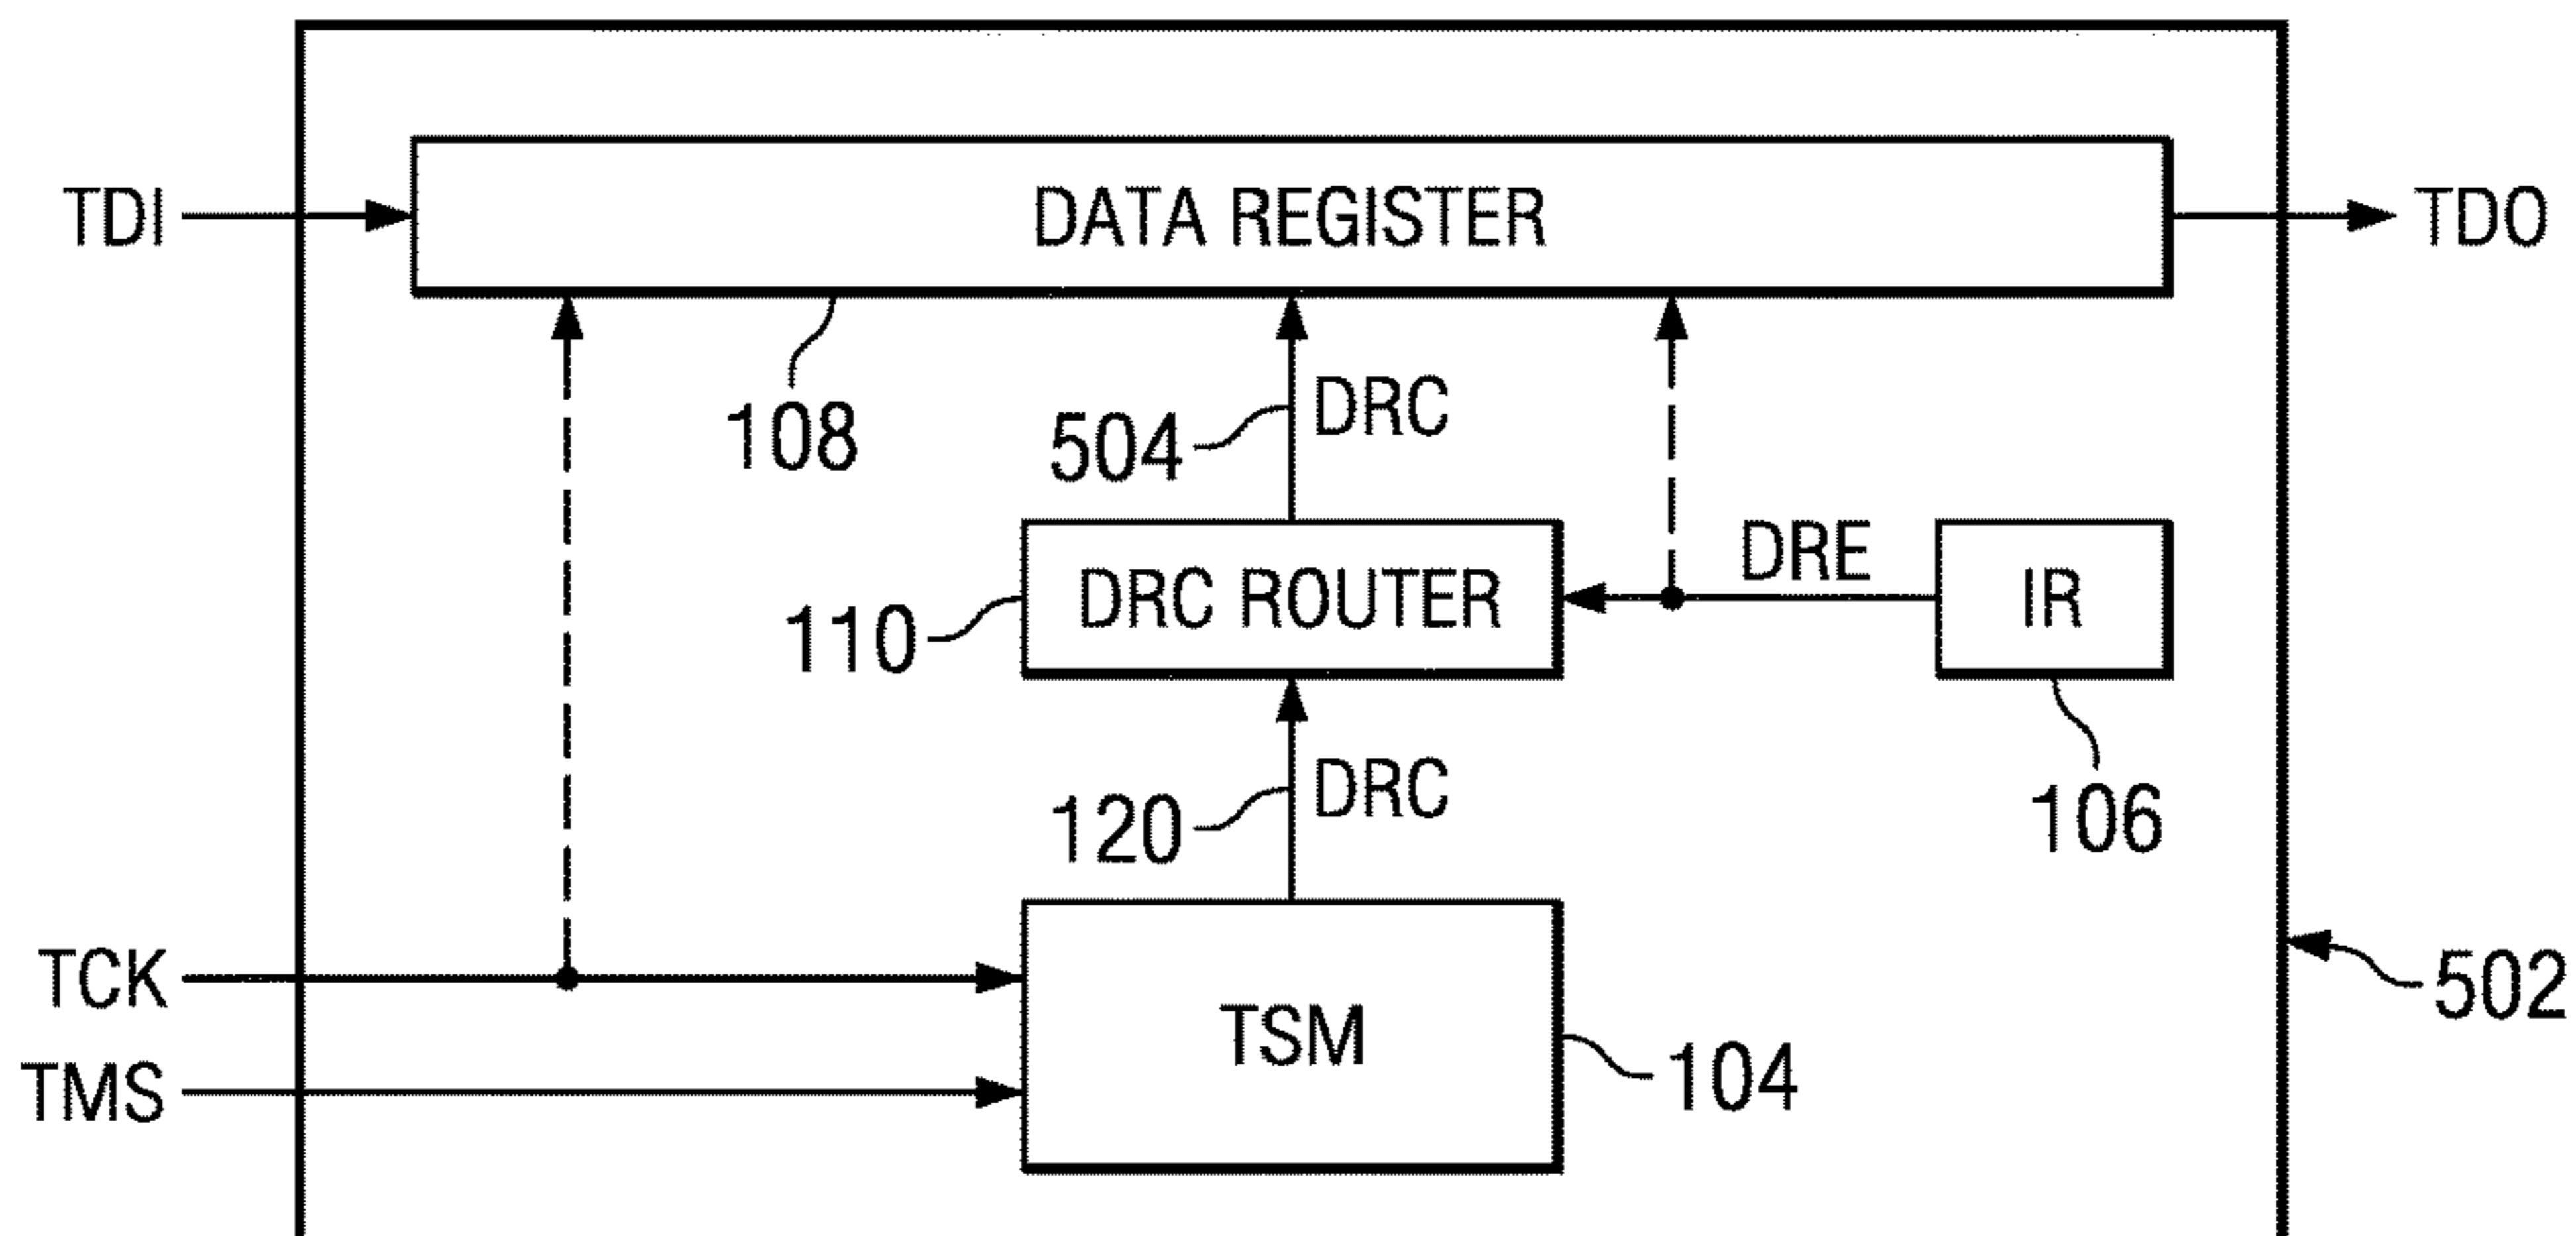 TDI
DATA REGISTER
TDO
108
504
DRC
110
DRC ROUTER
DRE
IR
120
DRC
106
TCK
TSM
502
TMS
104